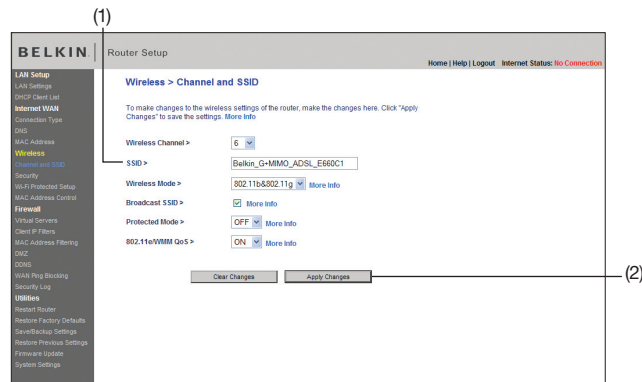 (1)
BELKIN. Router Setup
Home | Help | Logout Internet Status: No Connection
LAN Setup
LAN Settings
DHCP Client List
Internet WAN
Connection Type
DNS
MAC Address
Wireless
Channel and SSID
Security
Wi-Fi Protected Setup
MAC Address Control
Firewall
Virtual Servers
Client IP Filters
MAC Address Filtering
DMZ
DDNS
WAN Ping Blocking
Security Log
Utilities
Restart Router
Restore Factory Defaults
Save/Backup Settings
Restore Previous Settings
Firmware Update
System Settings
Wireless > Channel and SSID
To make changes to the wireless settings of the router, make the changes here. Click "Apply
Changes" to save the settings. More Info
Wireless Channel > 6
SSID > Belkin_G+MIMO_ADSL_E660C1
Wireless Mode > 802.11b&802.11g More Info
Broadcast SSID > More Info
Protected Mode > OFF More Info
802.11e/WMM QoS > ON More Info
Clear Changes Apply Changes
(2)